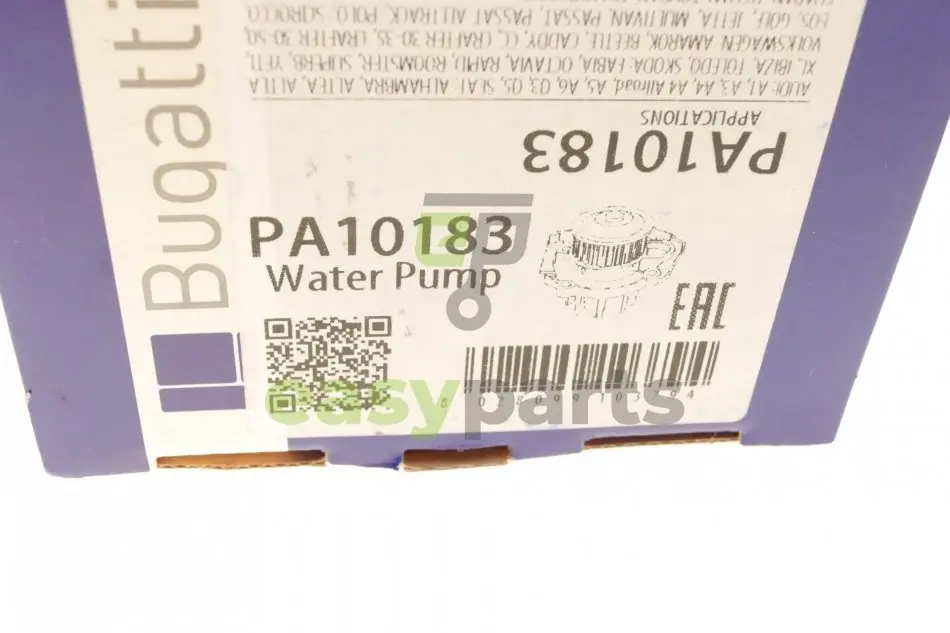 Bugatti
PA10183
APPLICATIONS
AUDI: A1, A3, A4, A4 Allroad, A5, A6, Q3, Q5, SEAT: ALHAMBRA, ALTEA, ALTEA
XL, IBIZA, TOLEDO, SKODA: FABIA, OCTAVIA, RAPID, ROOMSTER, SUPERB, YETI,
VOLKSWAGEN AMAROK, BEETLE, CADDY, CC, CRAFTER 30-35, CRAFTER 30-50,
EOS, GOLF, JETTA, MULTIVAN, PASSAT, PASSAT ALLTRACK, POLO, SCIROCCO
PA10183
Water Pump
EAC
easyparts